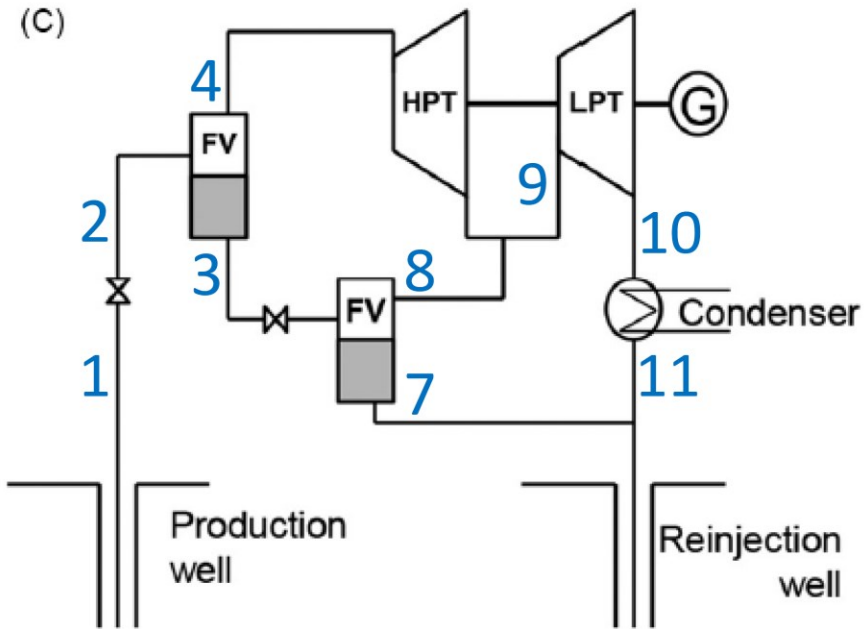 (C)
4
FV
HPT
LPT
G
2
9
10
3
8
FV
Condenser
1
7
11
Production
well
Reinjection
well